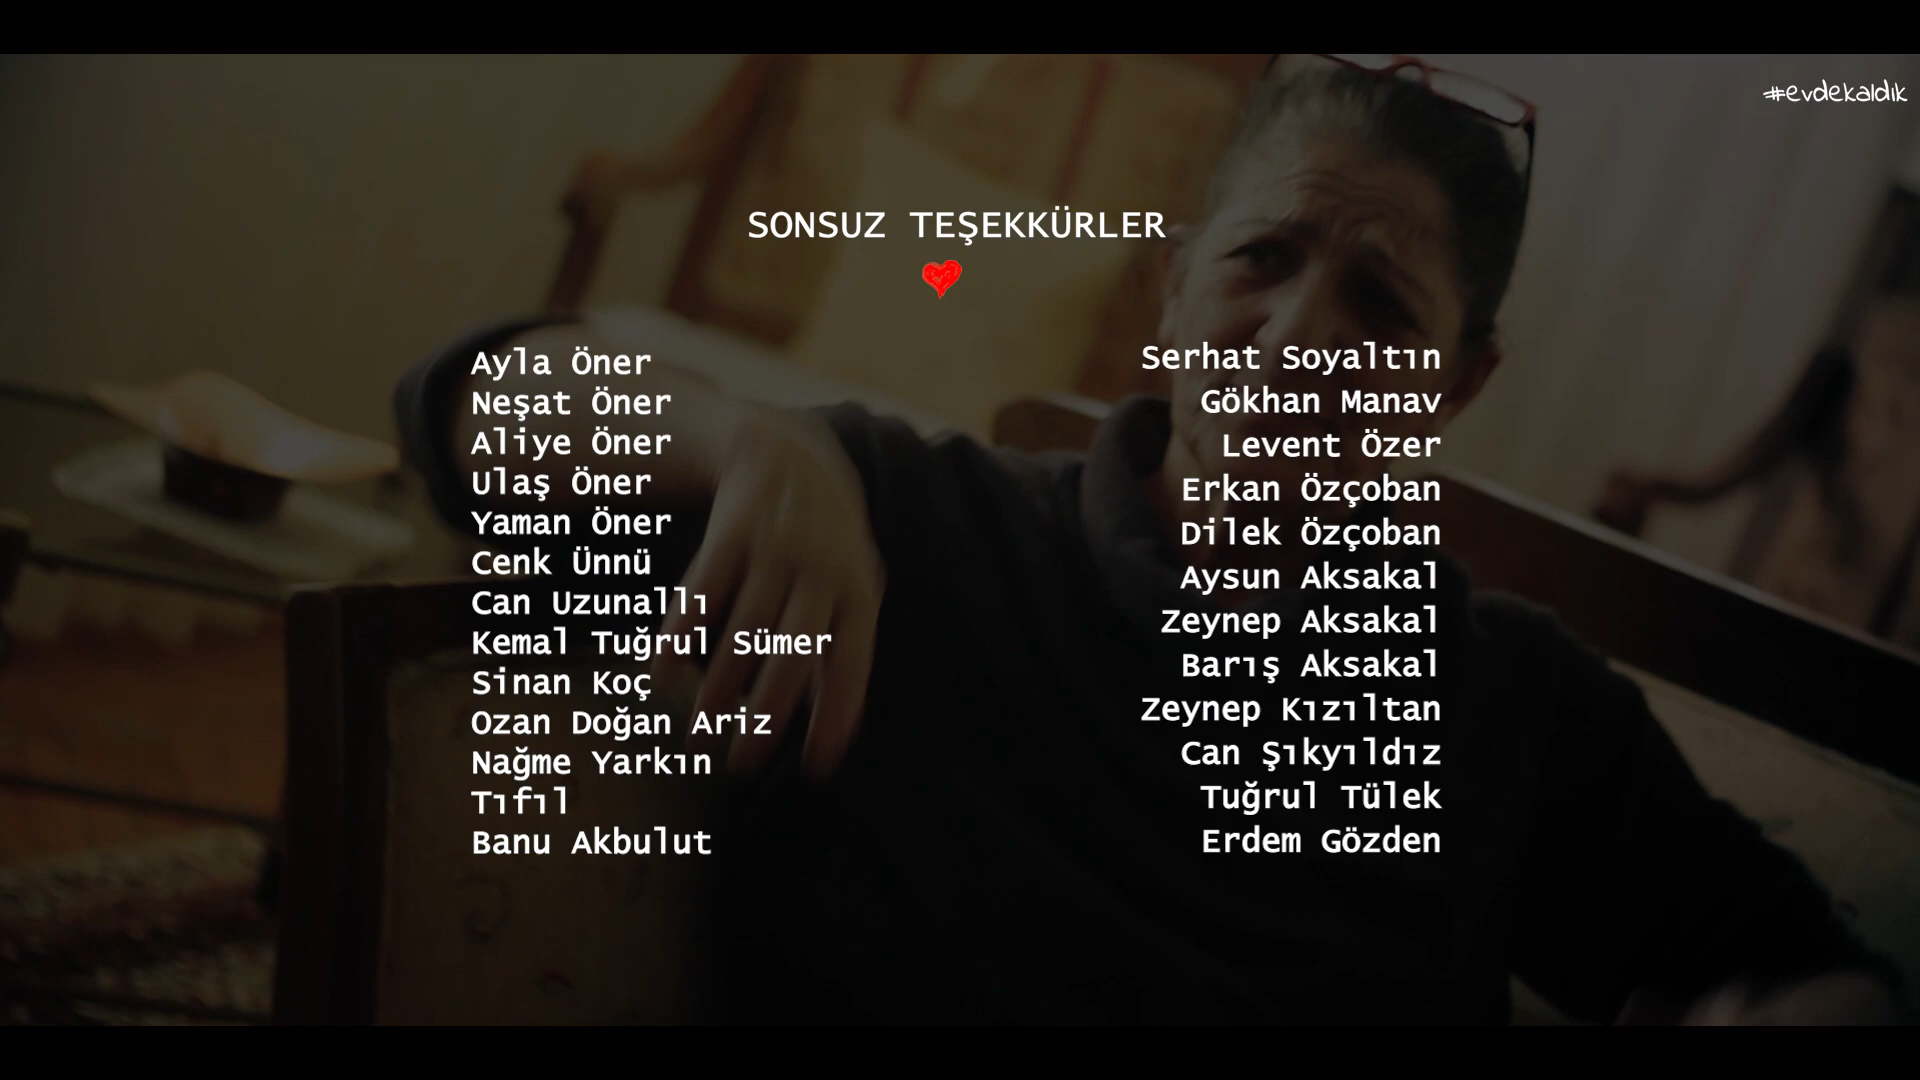 #evdekaldık
SONSUZ TEŞEKKÜRLER
Ayla Öner
Neşat Öner
Aliye Öner
Ulaş Öner
Yaman Öner
Cenk Ünnü
Can Uzunallı
Kemal Tuğrul Sümer
Sinan Koç
Ozan Doğan Ariz
Nağme Yarkın
Tıfıl
Banu Akbulut
Serhat Soyaltın
Gökhan Manav
Levent Özer
Erkan Özçoban
Dilek Özçoban
Aysun Aksakal
Zeynep Aksakal
Barış Aksakal
Zeynep Kızıltan
Can Şıkyıldız
Tuğrul Tülek
Erdem Gözden